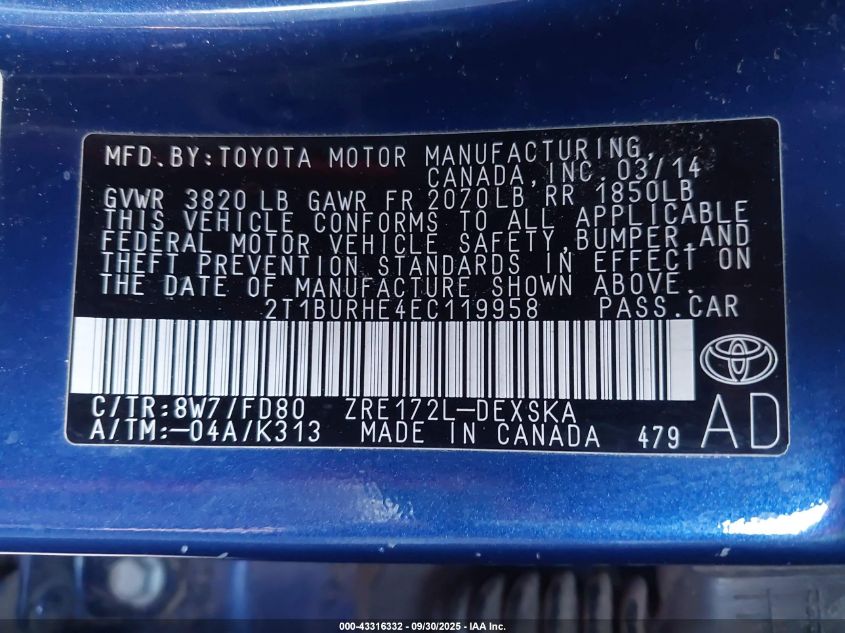 MFD.BY:TOYOTA MOTOR MANUFACTURING,
CANADA,INC.03/14
GVWR 3820 LB GAWR FR 2070LB RR 1850LB
THIS VEHICLE CONFORMS TO ALL APPLICABLE
FEDERAL MOTOR VEHICLE SAFETY,BUMPER,AND
THEFT PREVENTION STANDARDS IN EFFECT ON
THE DATE OF MANUFACTURE SHOWN ABOVE.
2T1BURHE4EC119958 PASS.CAR
C/TR:8W7/FD80 ZRE172L-DEXSKA
A/TM:-04A/K313 MADE IN CANADA 479 AD
000-43316332 - 09/30/2025 - IAA Inc.